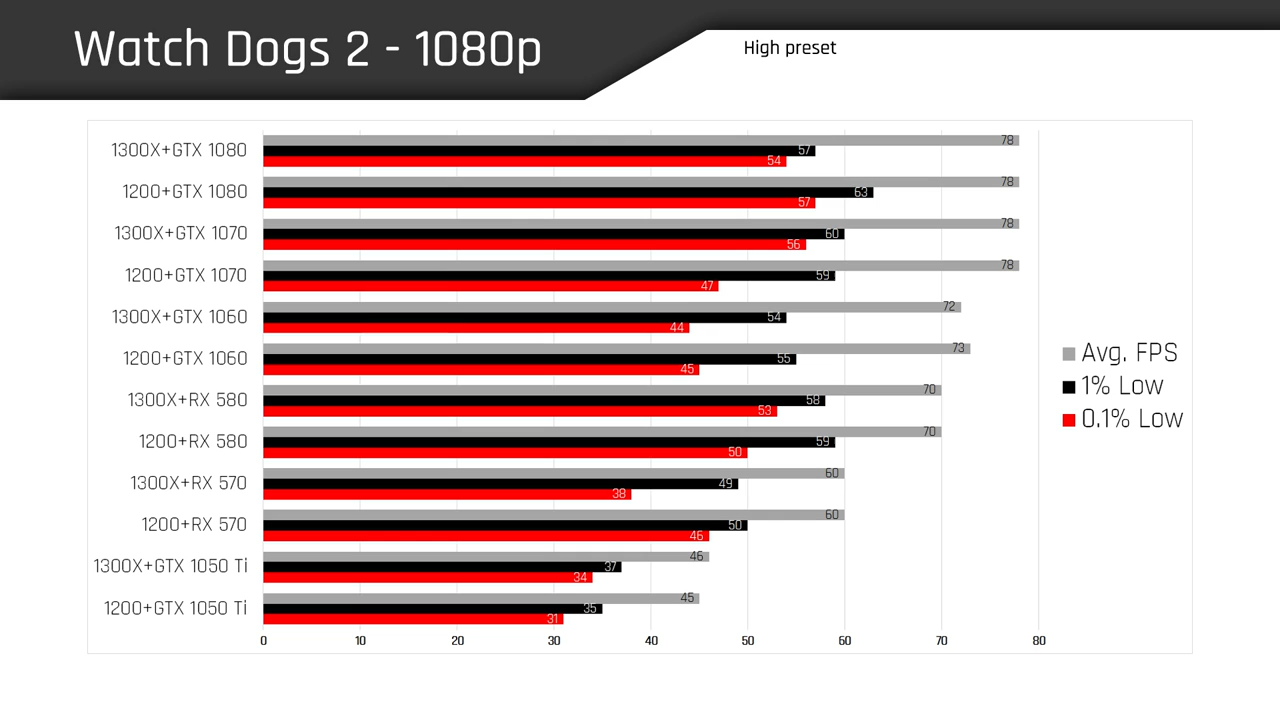 Watch Dogs 2 - 1080p
High preset
1300X+GTX 1080
78
57
54
1200+GTX 1080
78
63
57
1300X+GTX 1070
78
60
56
1200+GTX 1070
78
59
47
1300X+GTX 1060
72
54
44
1200+GTX 1060
73
55
45
1300X+RX 580
70
58
53
1200+RX 580
70
59
50
1300X+RX 570
60
49
38
1200+RX 570
60
50
46
1300X+GTX 1050 Ti
46
37
34
1200+GTX 1050 Ti
45
35
31
0 10 20 30 40 50 60 70 80
Avg. FPS
1% Low
0.1% Low